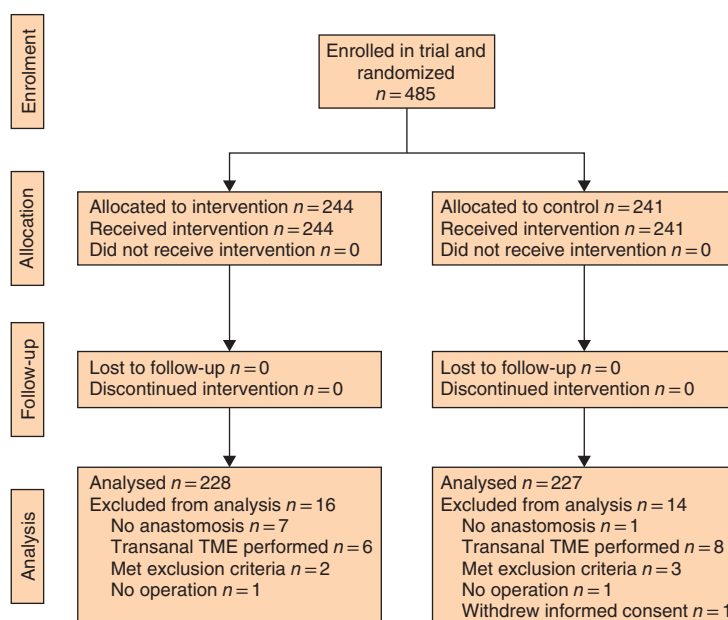 Enrolment
Enrolled in trial and
randomized
n = 485
Allocation
Allocated to intervention n = 244
Received intervention n = 244
Did not receive intervention n = 0
Allocated to control n = 241
Received intervention n = 241
Did not receive intervention n = 0
Follow-up
Lost to follow-up n = 0
Discontinued intervention n = 0
Lost to follow-up n = 0
Discontinued intervention n = 0
Analysis
Analysed n = 228
Excluded from analysis n = 16
No anastomosis n = 7
Transanal TME performed n = 6
Met exclusion criteria n = 2
No operation n = 1
Analysed n = 227
Excluded from analysis n = 14
No anastomosis n = 1
Transanal TME performed n = 8
Met exclusion criteria n = 3
No operation n = 1
Withdrew informed consent n = 1